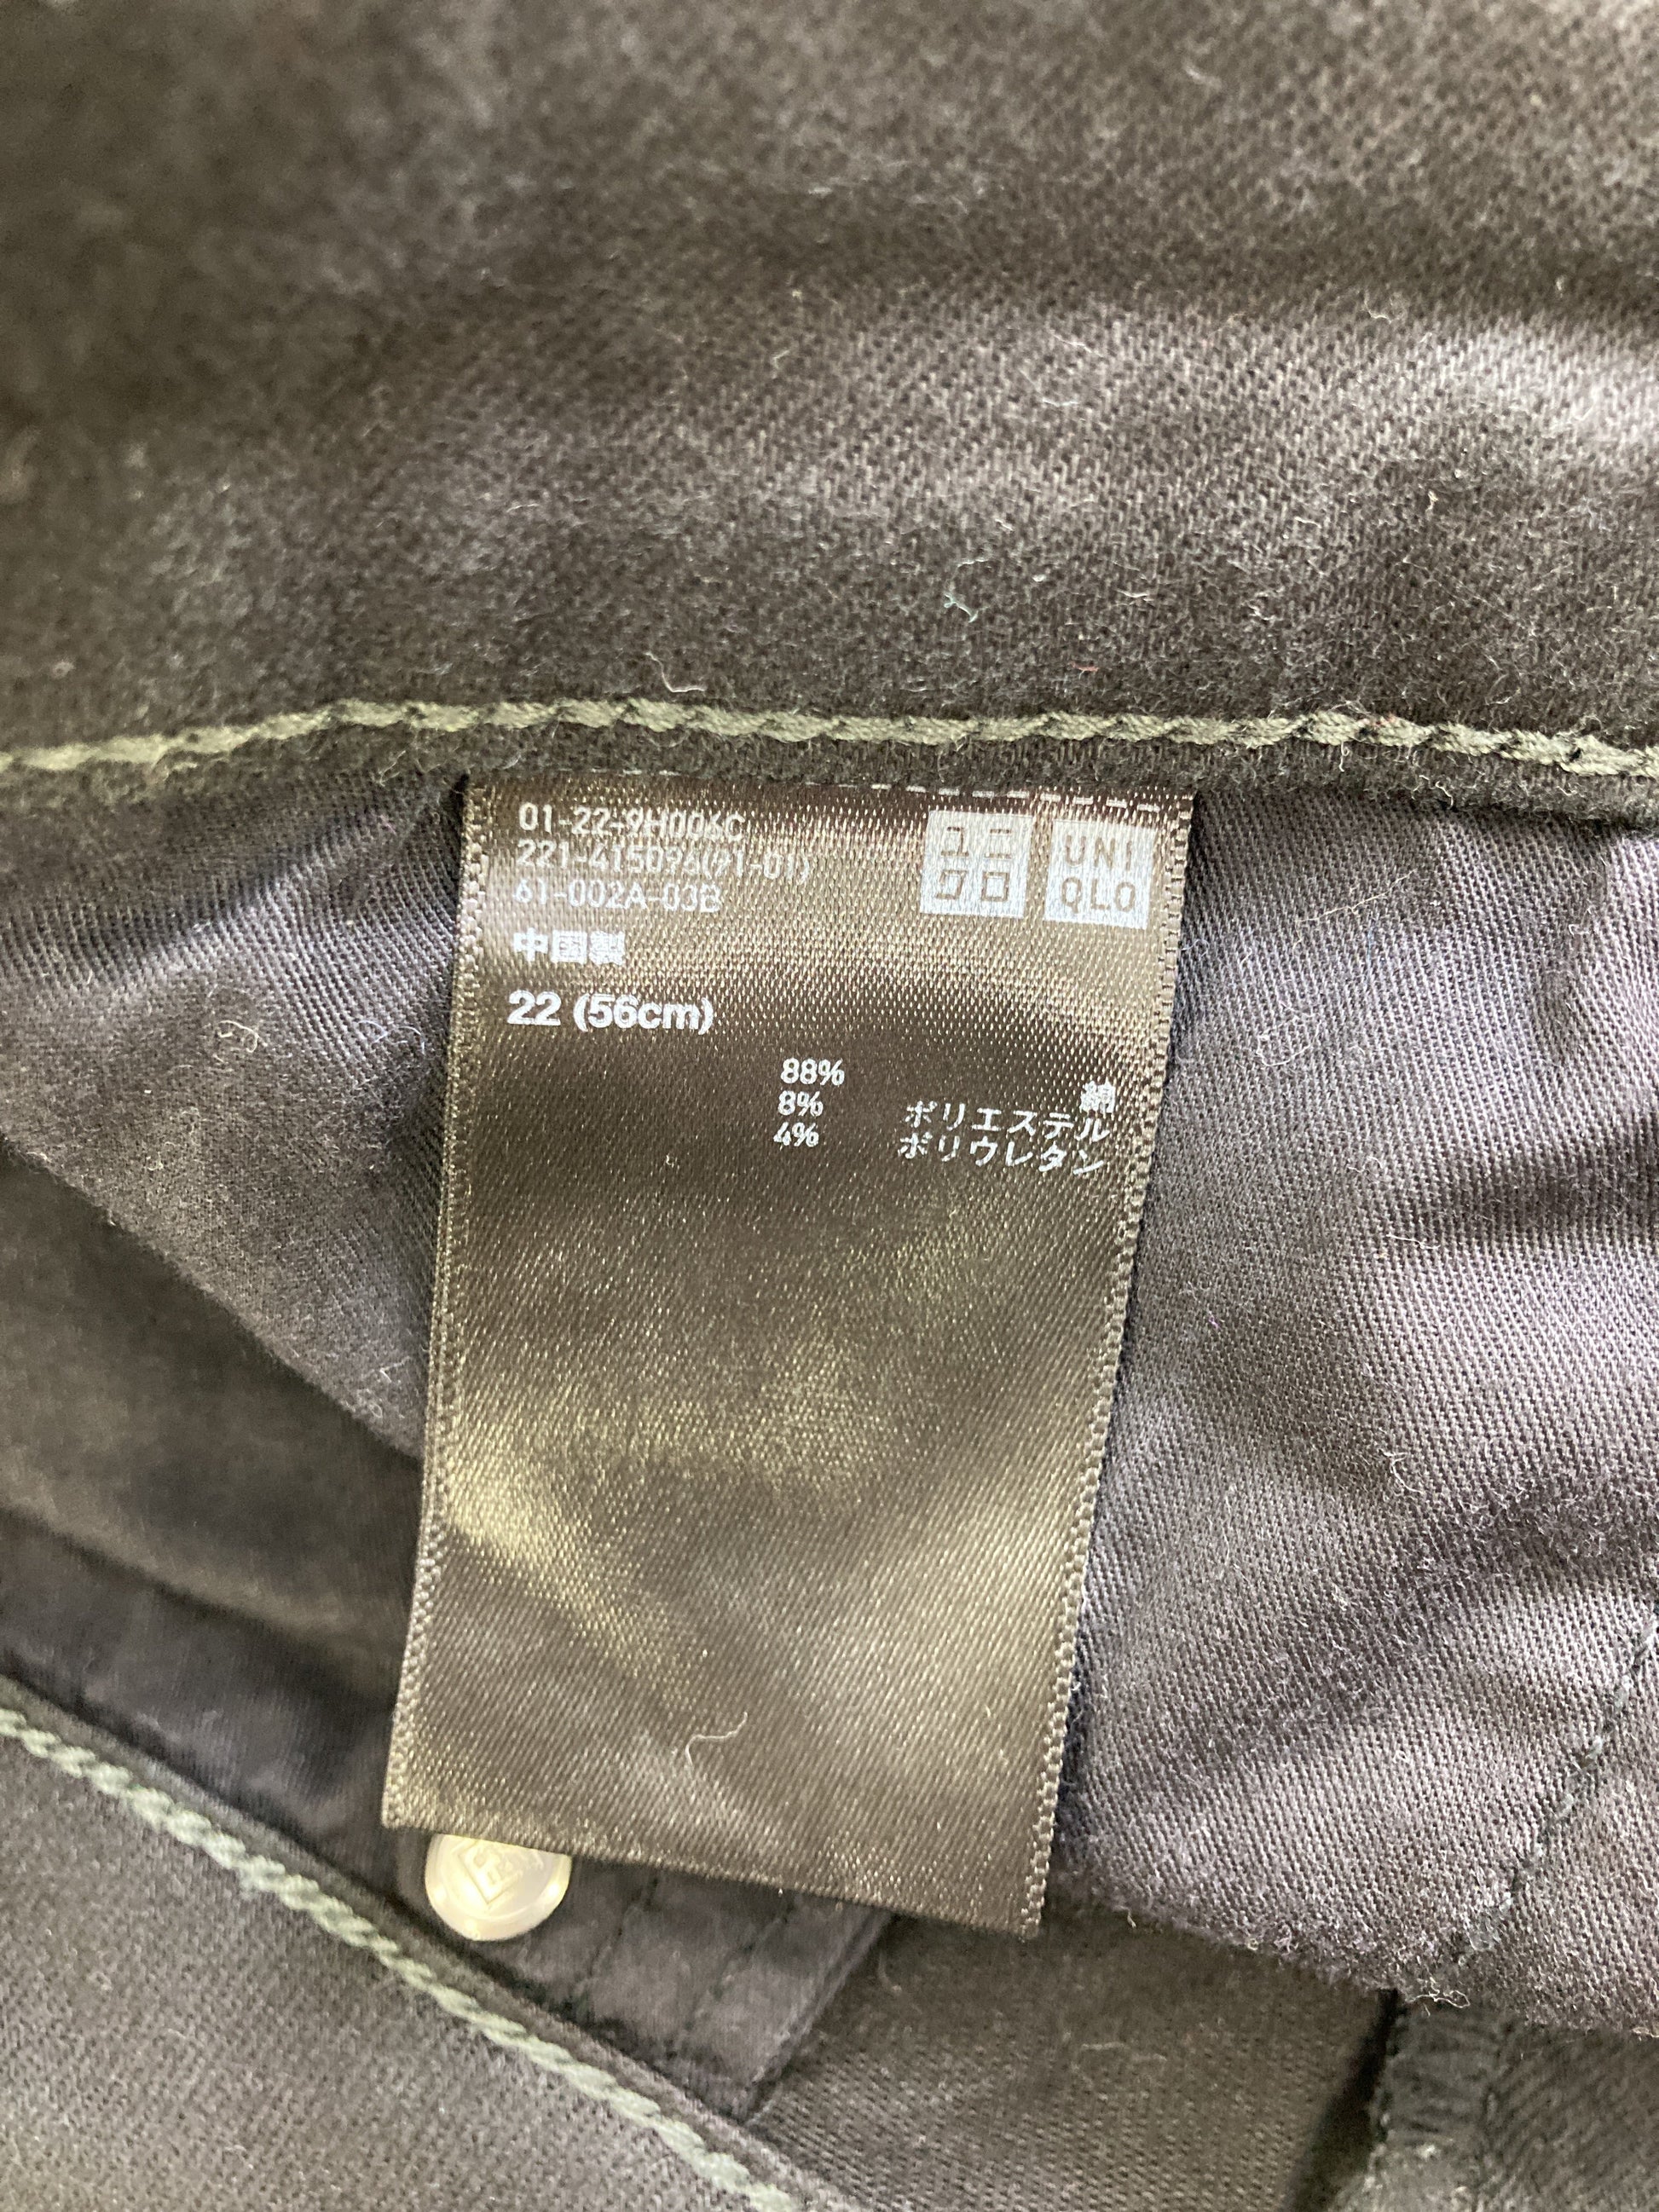 01-22-9H006C
221-415096(91-01)
61-002A-03B
ユニ
クロ
UNI
QLO
中国製
22 (56cm)
88% 綿
8% ポリエステル
4% ポリウレタン